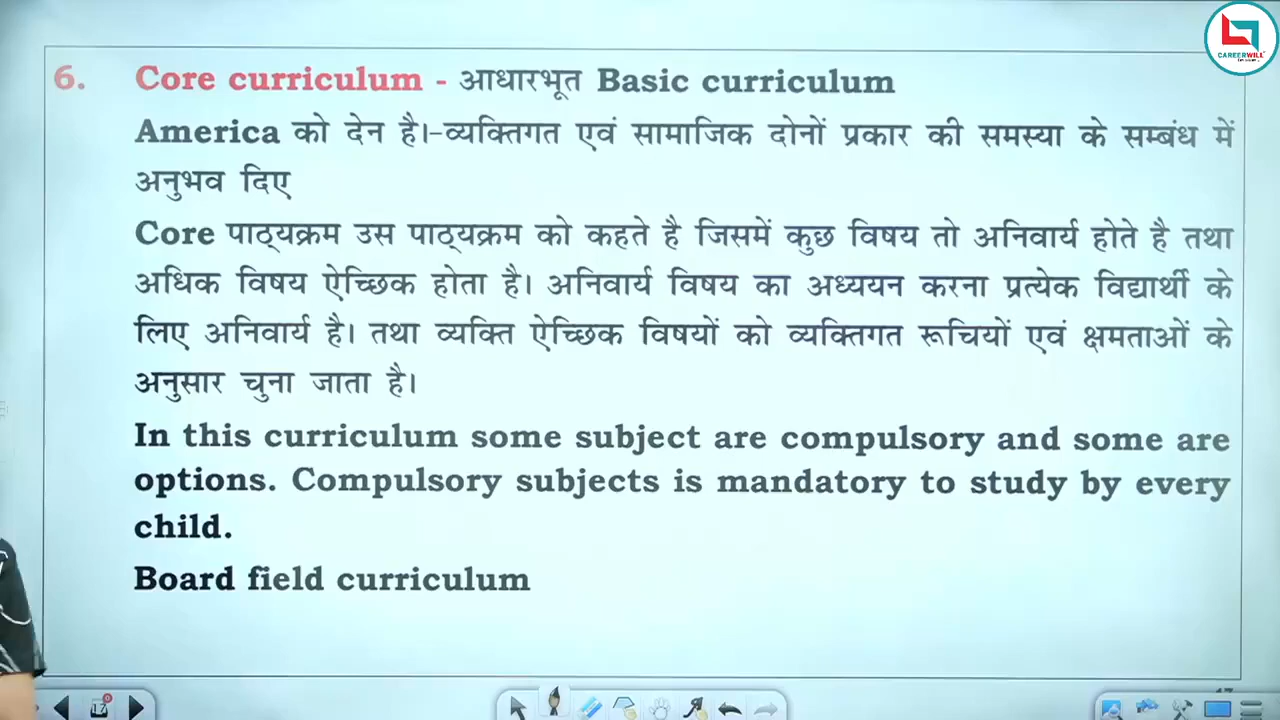 CAREERWILL
6. Core curriculum - आधारभूत Basic curriculum
America को देन है।-व्यक्तिगत एवं सामाजिक दोनों प्रकार की समस्या के सम्बंध में
अनुभव दिए
Core पाठ्यक्रम उस पाठ्यक्रम को कहते है जिसमें कुछ विषय तो अनिवार्य होते है तथा
अधिक विषय ऐच्छिक होता है। अनिवार्य विषय का अध्ययन करना प्रत्येक विद्यार्थी के
लिए अनिवार्य है। तथा व्यक्ति ऐच्छिक विषयों को व्यक्तिगत रूचियों एवं क्षमताओं के
अनुसार चुना जाता है।
In this curriculum some subject are compulsory and some are
options. Compulsory subjects is mandatory to study by every
child.
Board field curriculum
17